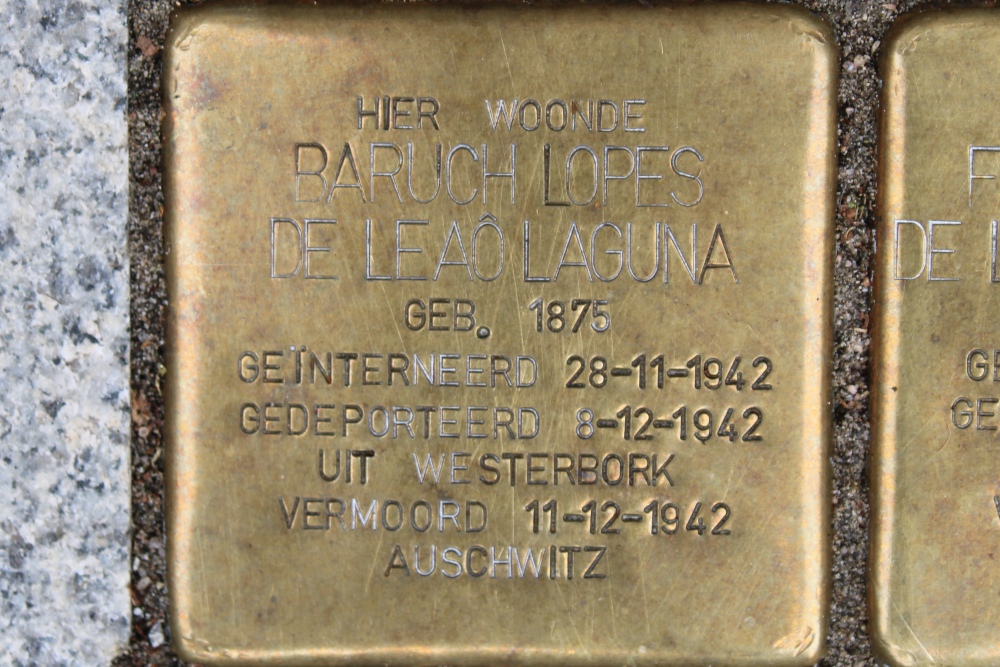 HIER WOONDE
BARUCH LOPES
DE LEAÔ LAGUNA
GEB. 1875
GEÏNTERNEERD 28-11-1942
GEDEPORTEERD 8-12-1942
UIT WESTERBORK
VERMOORD 11-12-1942
AUSCHWITZ
DE